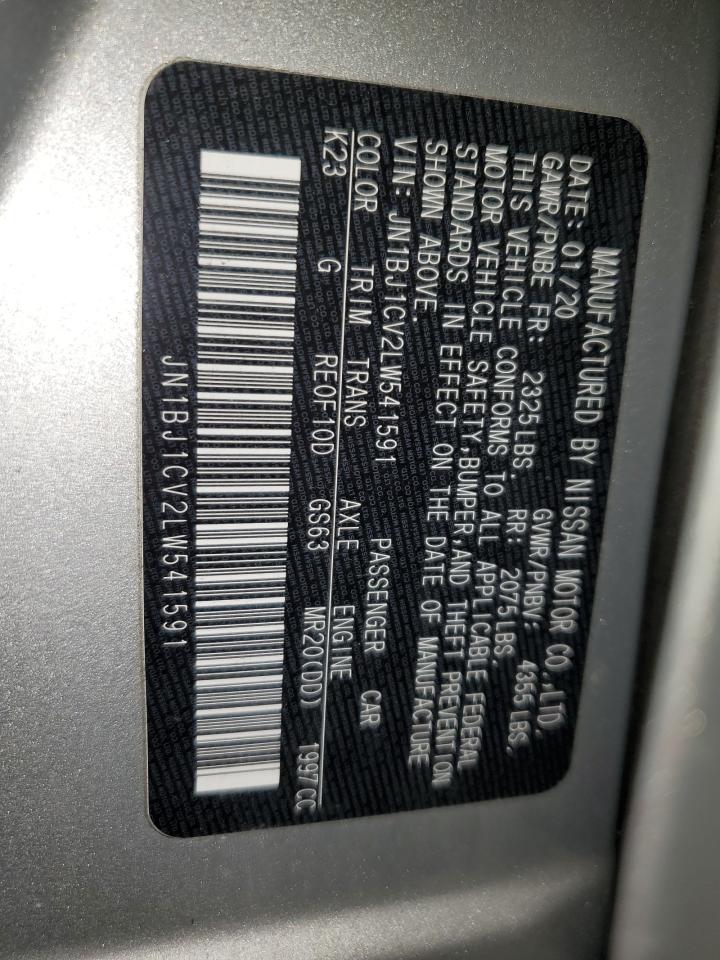 MANUFACTURED BY NISSAN MOTOR CO.,LTD.
DATE: 01/20 GVWR/PNBV: 4355 LBS,
GAWR/PNBE FR: 2325LBS RR: 2075 LBS,
THIS VEHICLE CONFORMS TO ALL APPLICABLE FEDERAL
MOTOR VEHICLE SAFETY,BUMPER,AND THEFT PREVENTION
STANDARDS IN EFFECT ON THE DATE OF MANUFACTURE
SHOWN ABOVE.
VIN: JN1BJ1CV2LW541591 PASSENGER CAR
COLOR TRIM TRANS AXLE ENGINE
K23 G RE0F10D GS63 MR20(DD) 1997CC
JN1BJ1CV2LW541591